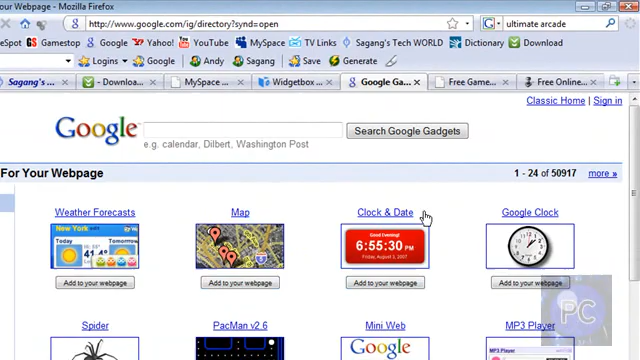 our Webpage - Mozilla Firefox
http://www.google.com/ig/directory?synd=open
ultimate arcade
eSpot Gamestop Google Yahoo! YouTube MySpace TV Links Sagang's Tech WORLD Dictionary Download
Logins Google Andy Sagang Save Generate
Sagang's ... - Downloa... MySpace ... Widgetbox ... Google Ga... Free Game... Free Online...
Classic Home | Sign in
Google
Search Google Gadgets
e.g. calendar, Dilbert, Washington Post
For Your Webpage
1 - 24 of 50917 more »
Weather Forecasts Map Clock & Date Google Clock
New York edit
Today Tomorrow
Good Evening!
6:55:30 PM
Friday, August 3, 2007
Add to your webpage Add to your webpage Add to your webpage Add to your webpage
PC
Spider PacMan v2.6 Mini Web MP3 Player
Google